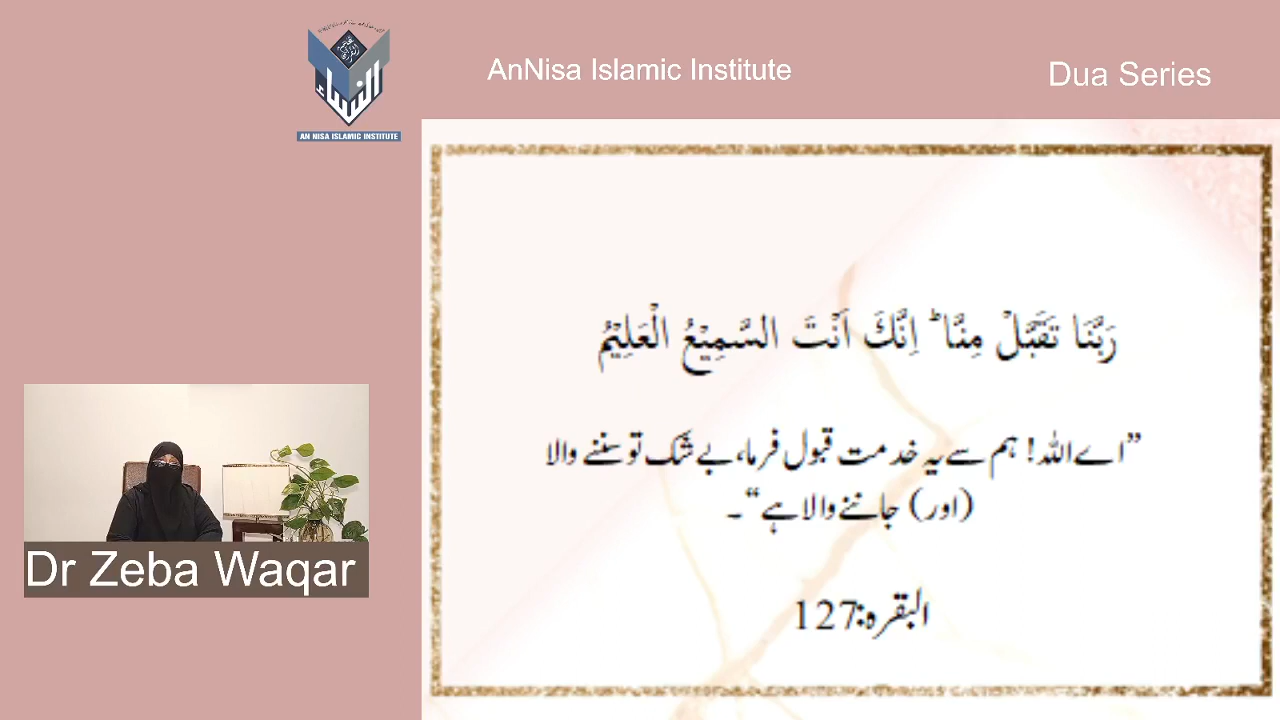 AN NISA ISLAMIC INSTITUTE
AnNisa Islamic Institute
Dua Series
رَبَّنَا تَقَبَّلْ مِنَّا ؕ اِنَّكَ اَنْتَ السَّمِيْعُ الْعَلِيْمُ
”اے اللہ! ہم سے یہ خدمت قبول فرما، بے شک تو سننے والا
(اور) جاننے والا ہے“۔
البقرہ:127
Dr Zeba Waqar